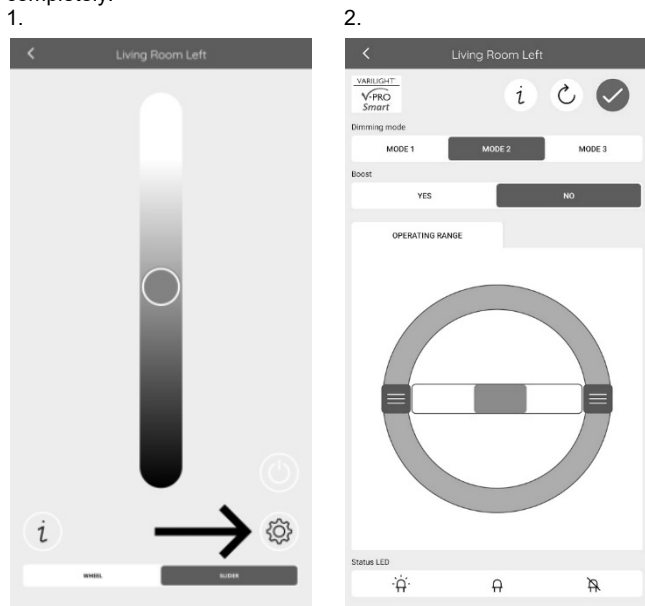 completely.
1.
2.
Living Room Left
i
WHEEL
SLIDER
Living Room Left
VARILIGHT
V-PRO
Smart
i
Dimming mode
MODE 1
MODE 2
MODE 3
Boost
YES
NO
OPERATING RANGE
Status LED